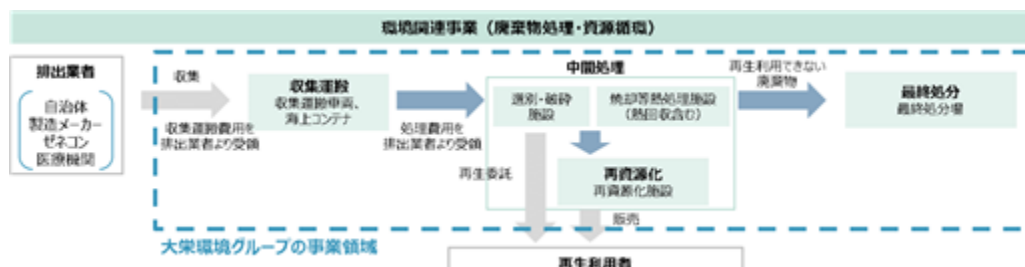 環境関連事業（廃棄物処理・資源循環）
排出業者
自治体
製造メーカー
ゼネコン
医療機関
収集
収集運搬費用を
排出業者より受領
収集運搬
収集運搬車両、
海上コンテナ
処理費用を
排出業者より受領
中間処理
選別・破砕
施設
焼却等熱処理施設
（熱回収含む）
再資源化
再資源化施設
再生委託
販売
再生利用できない
廃棄物
最終処分
最終処分場
大栄環境グループの事業領域
再生利用者